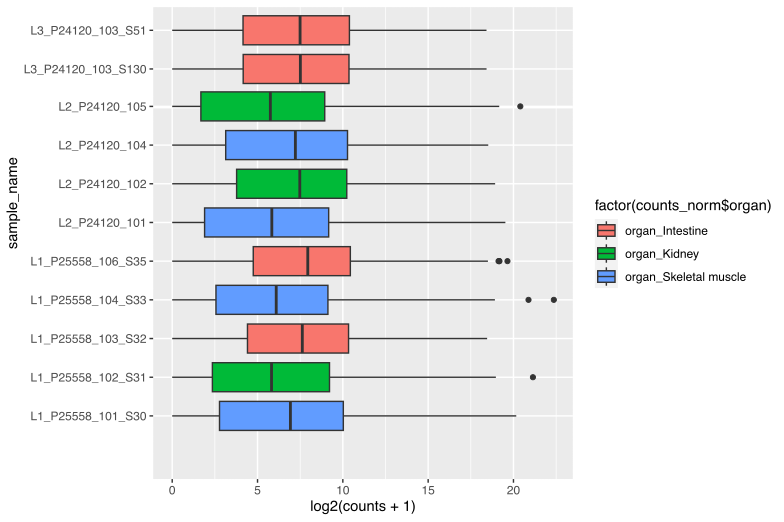 L3_P24120_103_S51
L3_P24120_103_S130
L2_P24120_105
L2_P24120_104
L2_P24120_102
L2_P24120_101
L1_P25558_106_S35
L1_P25558_104_S33
L1_P25558_103_S32
L1_P25558_102_S31
L1_P25558_101_S30
sample_name
0 5 10 15 20
log2(counts + 1)
factor(counts_norm$organ)
organ_Intestine
organ_Kidney
organ_Skeletal muscle